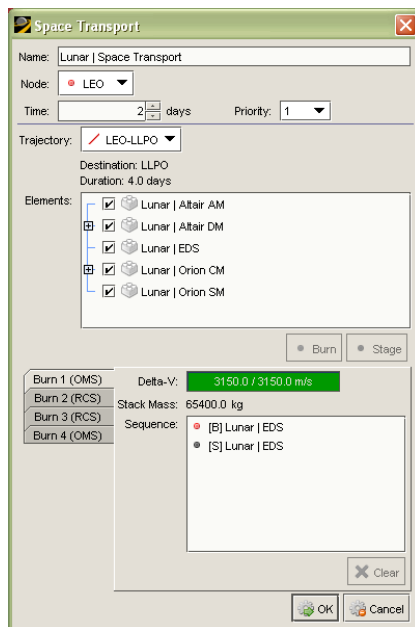 Space Transport
Name: Lunar | Space Transport
Node: LEO
Time: 2 days Priority: 1
Trajectory: LEO-LLPO
Destination: LLPO
Duration: 4.0 days
Elements: Lunar | Altair AM
Lunar | Altair DM
Lunar | EDS
Lunar | Orion CM
Lunar | Orion SM
Burn Stage
Burn 1 (OMS)
Burn 2 (RCS)
Burn 3 (RCS)
Burn 4 (OMS)
Delta-V: 3150.0 / 3150.0 m/s
Stack Mass: 65400.0 kg
Sequence: [B] Lunar | EDS
[S] Lunar | EDS
Clear
OK Cancel